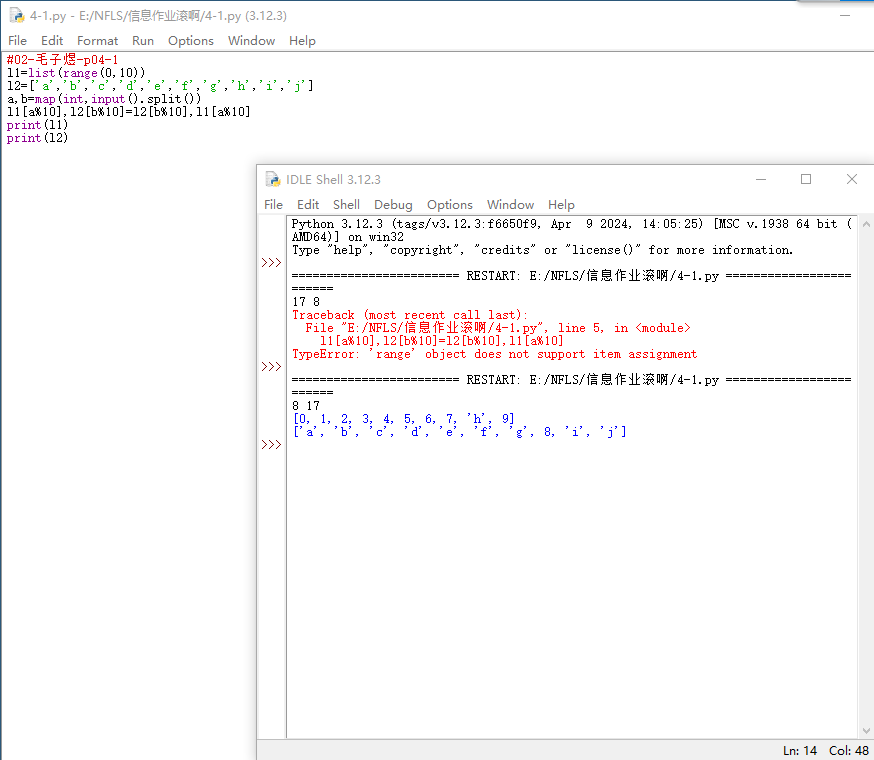 4-1.py - E:/NFLS/信息作业滚啊/4-1.py (3.12.3)
File Edit Format Run Options Window Help
#02-毛子煜-p04-1
l1=list(range(0,10))
l2=['a','b','c','d','e','f','g','h','i','j']
a,b=map(int,input().split())
l1[a%10],l2[b%10]=l2[b%10],l1[a%10]
print(l1)
print(l2)
IDLE Shell 3.12.3
File Edit Shell Debug Options Window Help
Python 3.12.3 (tags/v3.12.3:f6650f9, Apr  9 2024, 14:05:25) [MSC v.1938 64 bit (
AMD64)] on win32
Type "help", "copyright", "credits" or "license()" for more information.
>>>
======================== RESTART: E:/NFLS/信息作业滚啊/4-1.py ==================
======
17 8
Traceback (most recent call last):
  File "E:/NFLS/信息作业滚啊/4-1.py", line 5, in <module>
    l1[a%10],l2[b%10]=l2[b%10],l1[a%10]
TypeError: 'range' object does not support item assignment
>>>
======================== RESTART: E:/NFLS/信息作业滚啊/4-1.py ==================
======
8 17
[0, 1, 2, 3, 4, 5, 6, 7, 'h', 9]
['a', 'b', 'c', 'd', 'e', 'f', 'g', 8, 'i', 'j']
>>>
Ln: 14 Col: 48